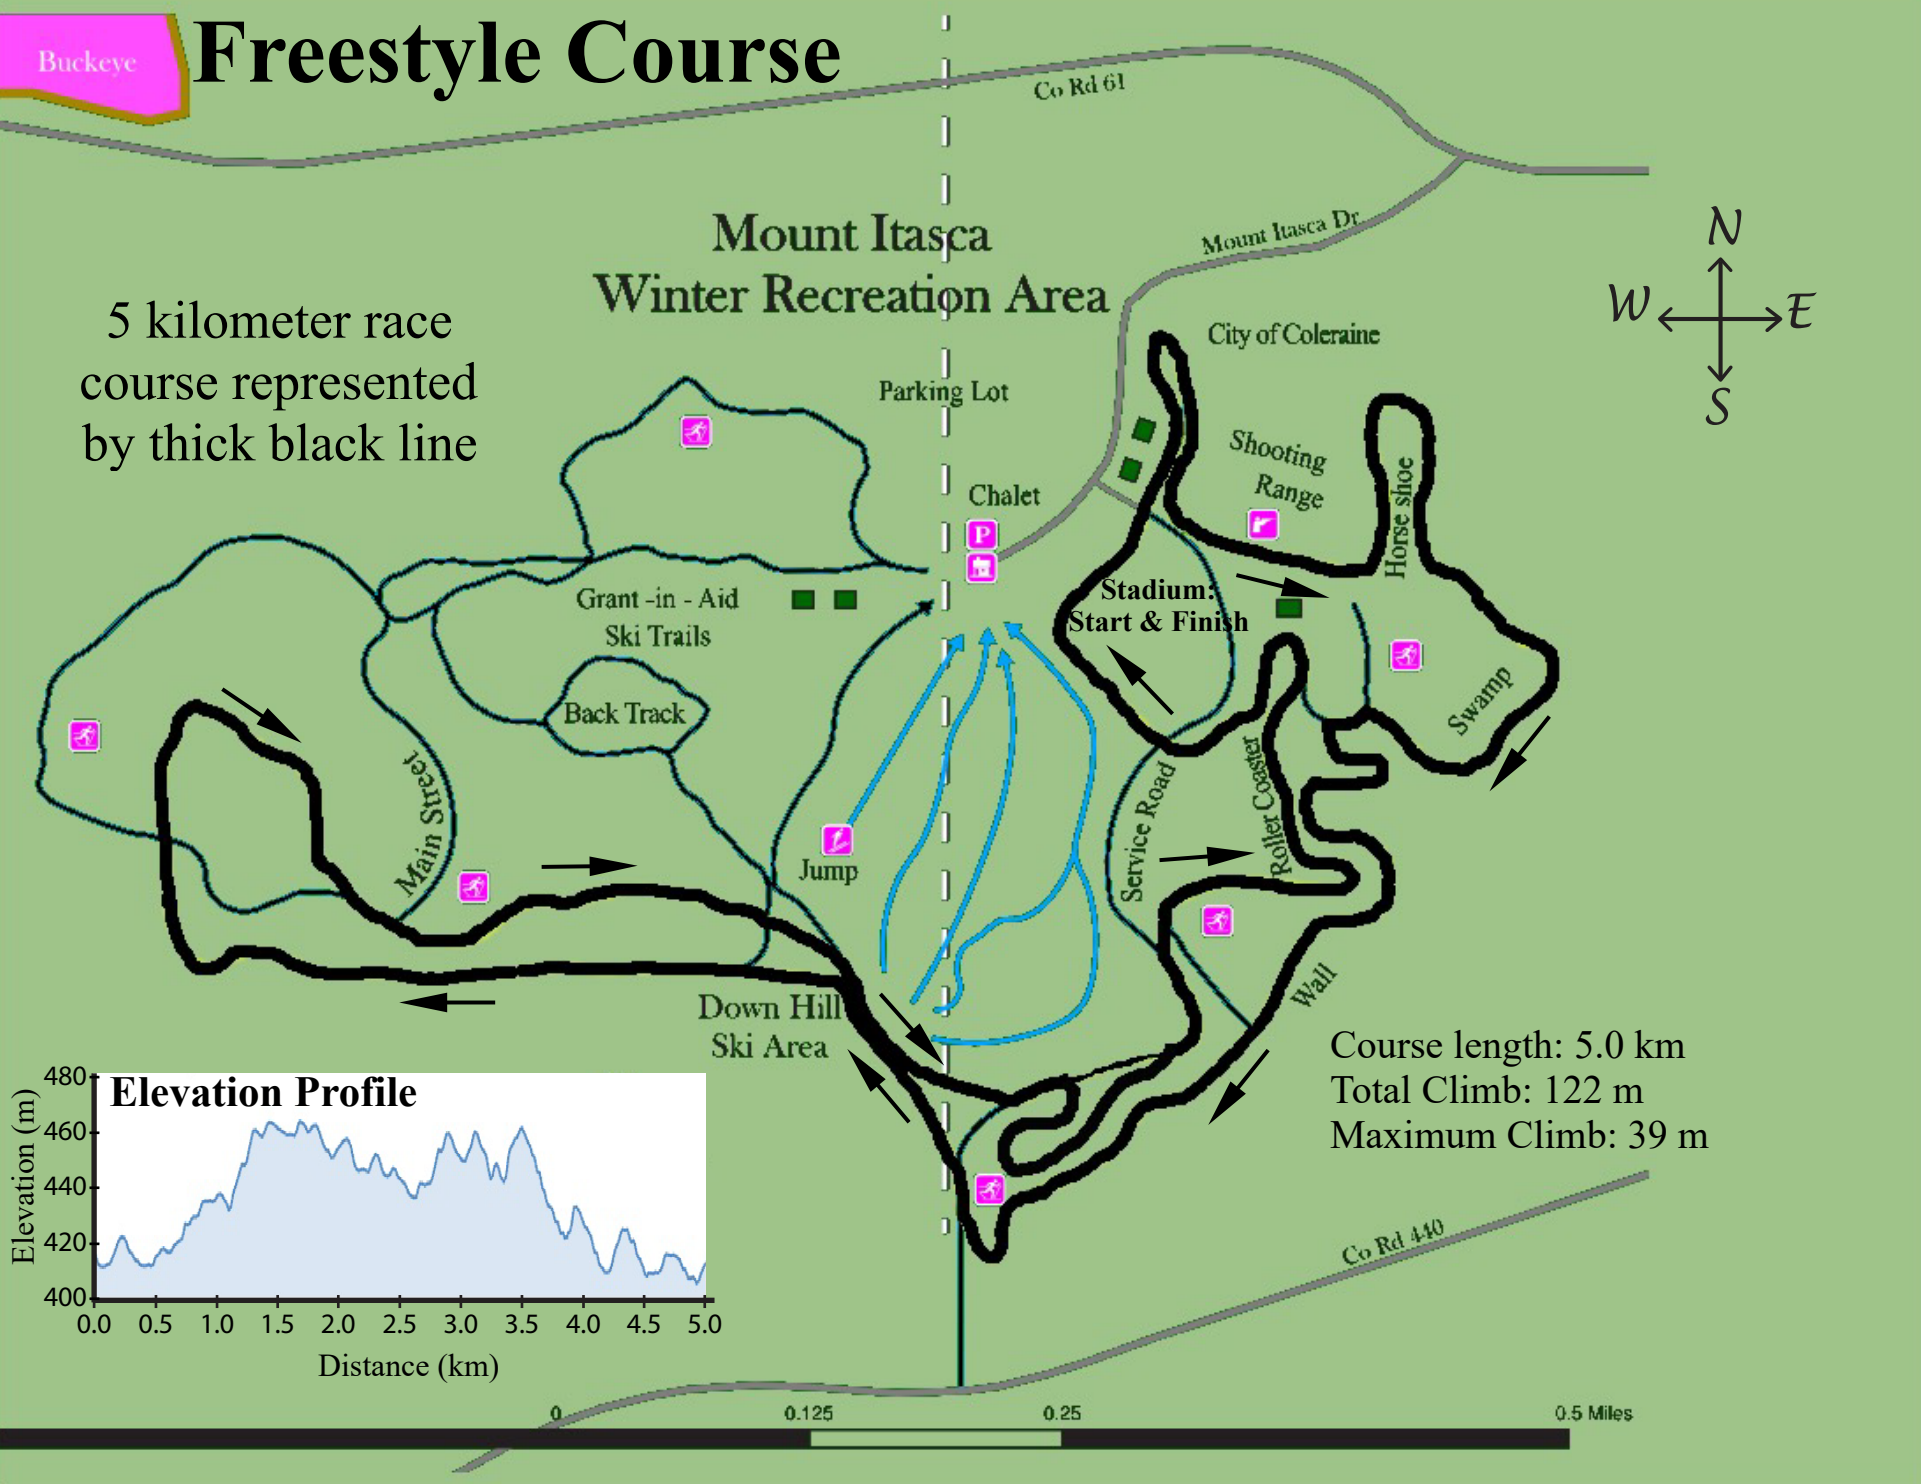 Buckeye
Freestyle Course
Co Rd 61
Mount Itasca Dr
N
W
E
S
Mount Itasca
Winter Recreation Area
5 kilometer race
course represented
by thick black line
City of Coleraine
Parking Lot
Shooting
Range
Chalet
P
Horse shoe
Stadium:
Start & Finish
Grant -in - Aid
Ski Trails
Back Track
Swamp
Main Street
Service Road
Roller Coaster
Jump
Wall
Down Hill
Ski Area
Course length: 5.0 km
Total Climb: 122 m
Maximum Climb: 39 m
Elevation Profile
Elevation (m)
480
460
440
420
400
0.0 0.5 1.0 1.5 2.0 2.5 3.0 3.5 4.0 4.5 5.0
Distance (km)
Co Rd 440
0 0.125 0.25 0.5 Miles